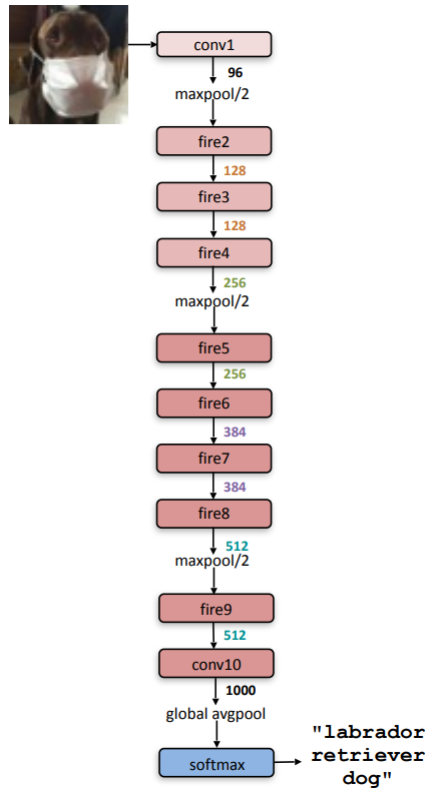 conv1
96
maxpool/2
fire2
128
fire3
128
fire4
256
maxpool/2
fire5
256
fire6
384
fire7
384
fire8
512
maxpool/2
fire9
512
conv10
1000
global avgpool
softmax
"labrador
retriever
dog"